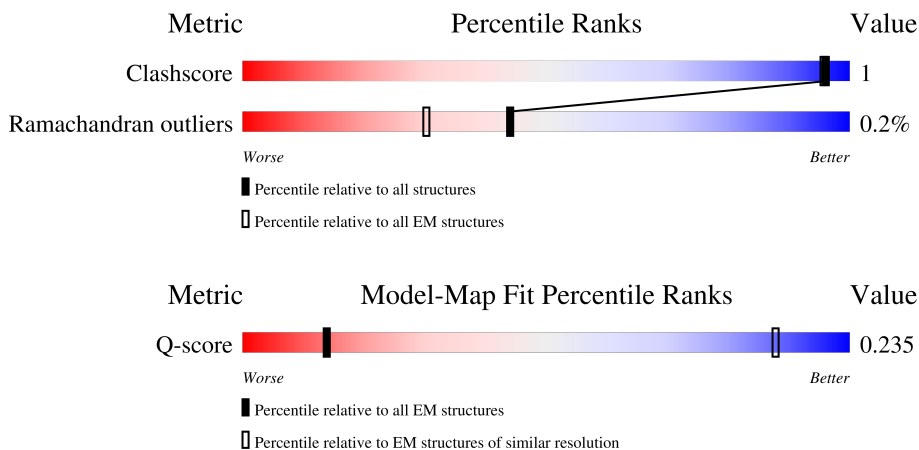 Metric Percentile Ranks Value
Clashscore 1
Ramachandran outliers 0.2%
Worse Better
Percentile relative to all structures
Percentile relative to all EM structures
Metric Model-Map Fit Percentile Ranks Value
Q-score 0.235
Worse Better
Percentile relative to all EM structures
Percentile relative to EM structures of similar resolution